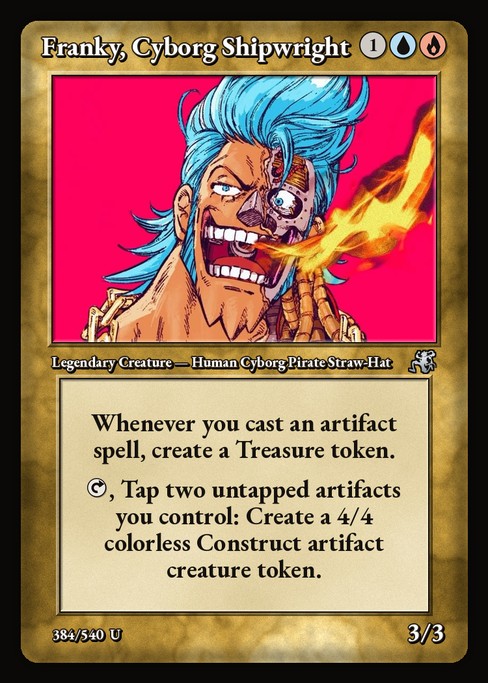 Franky, Cyborg Shipwright 1
Legendary Creature — Human Cyborg Pirate Straw-Hat
Whenever you cast an artifact
spell, create a Treasure token.
, Tap two untapped artifacts
you control: Create a 4/4
colorless Construct artifact
creature token.
384/540 U
3/3